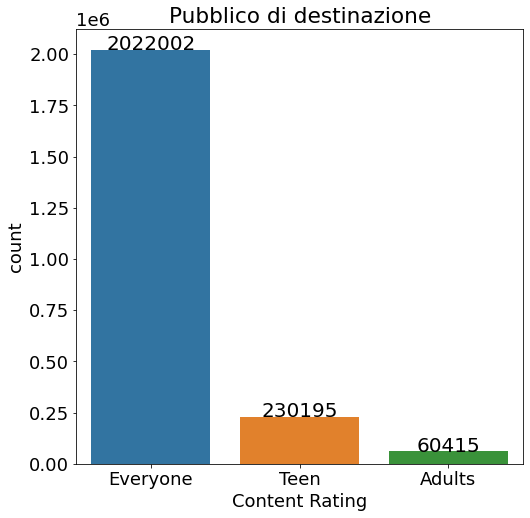 Pubblico di destinazione
1e6
2022002
2.00
1.75
1.50
1.25
1.00
0.75
0.50
0.25
0.00
count
230195
60415
Everyone Teen Adults
Content Rating